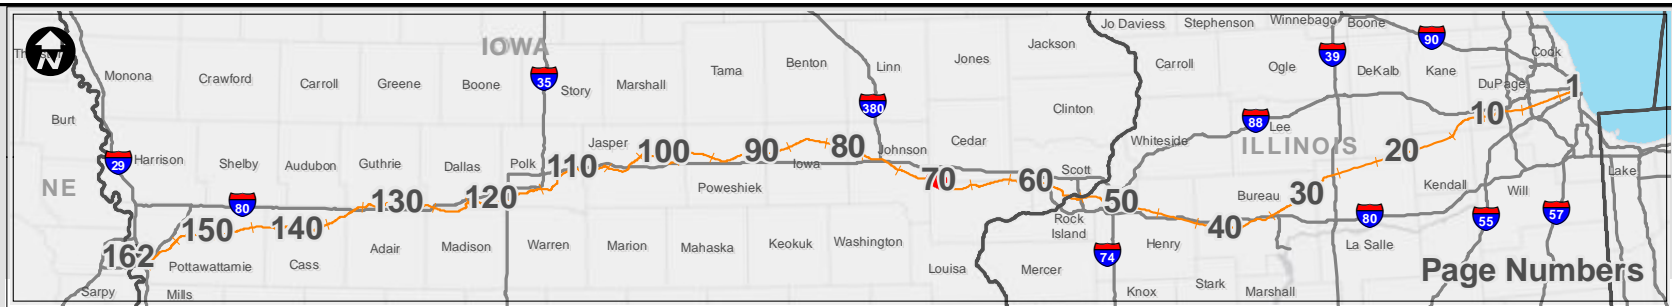 Jo Daviess Stephenson Winnebago Boone
IOWA
Jackson
90
Th
N
39
Cook
Benton Linn Jones Carroll Ogle DeKalb Kane
Monona Crawford Carroll Greene Boone 35 Story Marshall Tama
DuPage 1
380 Clinton
10
Burt
88 Lee
Jasper Cedar Whiteside ILLINOIS
110 100 90 80 Johnson
20
29 Harrison Shelby Audubon Guthrie Dallas Polk Iowa
Scott
Lake
NE
70 60
Poweshiek
Bureau 30 Kendall Will
80 130 120 50
Rock
Island
40 80 55 57
150 140
Adair Madison Warren Marion Mahaska Keokuk Washington
Henry La Salle
162 Pottawattamie Cass
74
Louisa Mercer
Page Numbers
Stark
Sarpy Mills
Knox Marshall